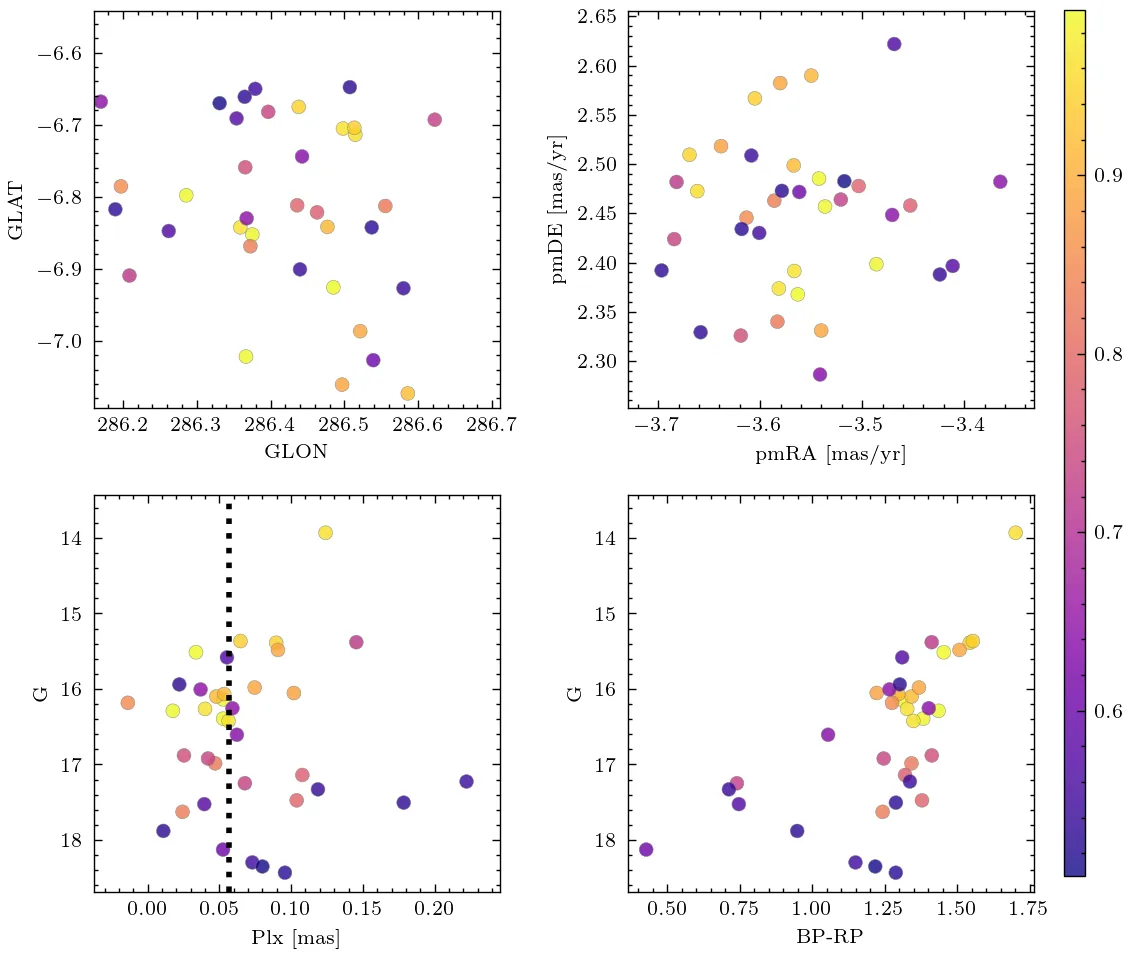 −6.6
−6.7
−6.8
−6.9
−7.0
GLAT
286.2 286.3 286.4 286.5 286.6 286.7
GLON
2.65
2.60
2.55
2.50
2.45
2.40
2.35
2.30
pmDE [mas/yr]
−3.7 −3.6 −3.5 −3.4
pmRA [mas/yr]
0.9
0.8
0.7
0.6
14
15
16
17
18
G
0.00 0.05 0.10 0.15 0.20
Plx [mas]
14
15
16
17
18
G
0.50 0.75 1.00 1.25 1.50 1.75
BP-RP